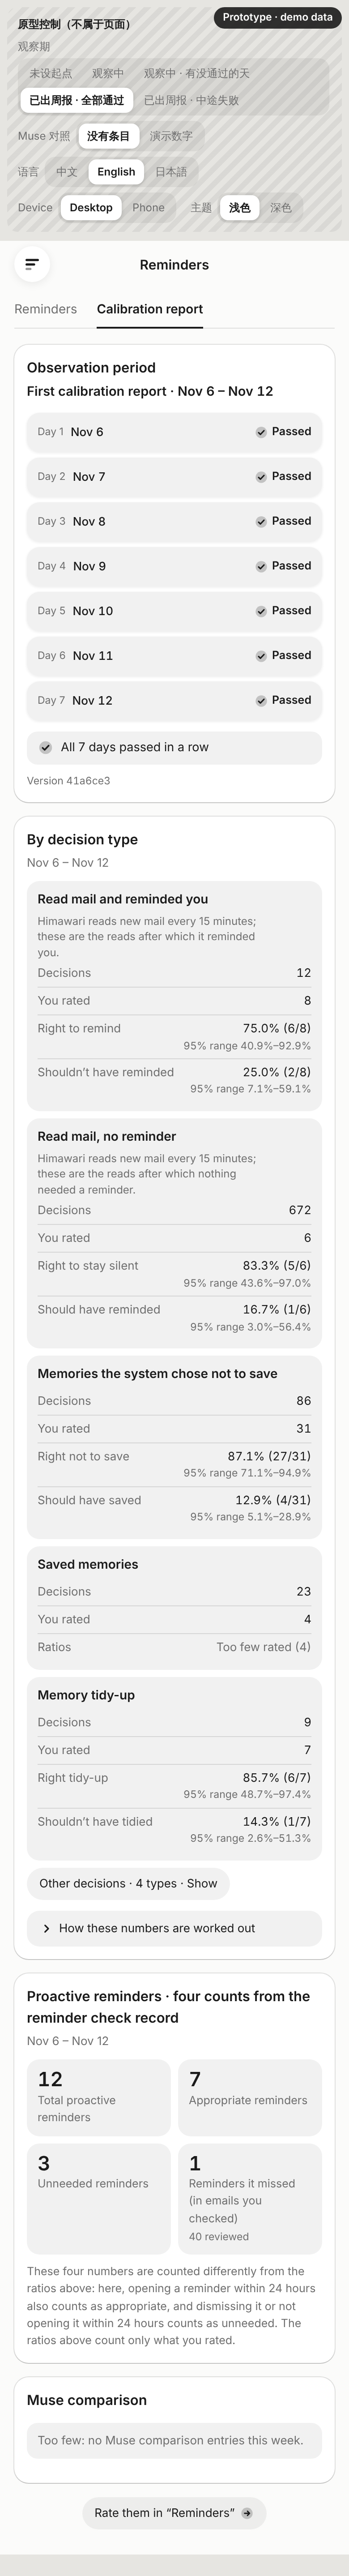 Prototype · demo data
原型控制（不属于页面）
观察期
未设起点 观察中 观察中 · 有没通过的天
已出周报 · 全部通过 已出周报 · 中途失败
Muse 对照 没有条目 演示数字
语言 中文 English 日本語
Device Desktop Phone 主题 浅色 深色
Reminders
Reminders Calibration report
Observation period
First calibration report · Nov 6 – Nov 12
Day 1 Nov 6 Passed
Day 2 Nov 7 Passed
Day 3 Nov 8 Passed
Day 4 Nov 9 Passed
Day 5 Nov 10 Passed
Day 6 Nov 11 Passed
Day 7 Nov 12 Passed
All 7 days passed in a row
Version 41a6ce3
By decision type
Nov 6 – Nov 12
Read mail and reminded you
Himawari reads new mail every 15 minutes;
these are the reads after which it reminded
you.
Decisions 12
You rated 8
Right to remind 75.0% (6/8)
95% range 40.9%–92.9%
Shouldn’t have reminded 25.0% (2/8)
95% range 7.1%–59.1%
Read mail, no reminder
Himawari reads new mail every 15 minutes;
these are the reads after which nothing
needed a reminder.
Decisions 672
You rated 6
Right to stay silent 83.3% (5/6)
95% range 43.6%–97.0%
Should have reminded 16.7% (1/6)
95% range 3.0%–56.4%
Memories the system chose not to save
Decisions 86
You rated 31
Right not to save 87.1% (27/31)
95% range 71.1%–94.9%
Should have saved 12.9% (4/31)
95% range 5.1%–28.9%
Saved memories
Decisions 23
You rated 4
Ratios Too few rated (4)
Memory tidy-up
Decisions 9
You rated 7
Right tidy-up 85.7% (6/7)
95% range 48.7%–97.4%
Shouldn’t have tidied 14.3% (1/7)
95% range 2.6%–51.3%
Other decisions · 4 types · Show
How these numbers are worked out
Proactive reminders · four counts from the
reminder check record
Nov 6 – Nov 12
12
Total proactive
reminders
7
Appropriate reminders
3
Unneeded reminders
1
Reminders it missed
(in emails you
checked)
40 reviewed
These four numbers are counted differently from the
ratios above: here, opening a reminder within 24 hours
also counts as appropriate, and dismissing it or not
opening it within 24 hours counts as unneeded. The
ratios above count only what you rated.
Muse comparison
Too few: no Muse comparison entries this week.
Rate them in “Reminders”